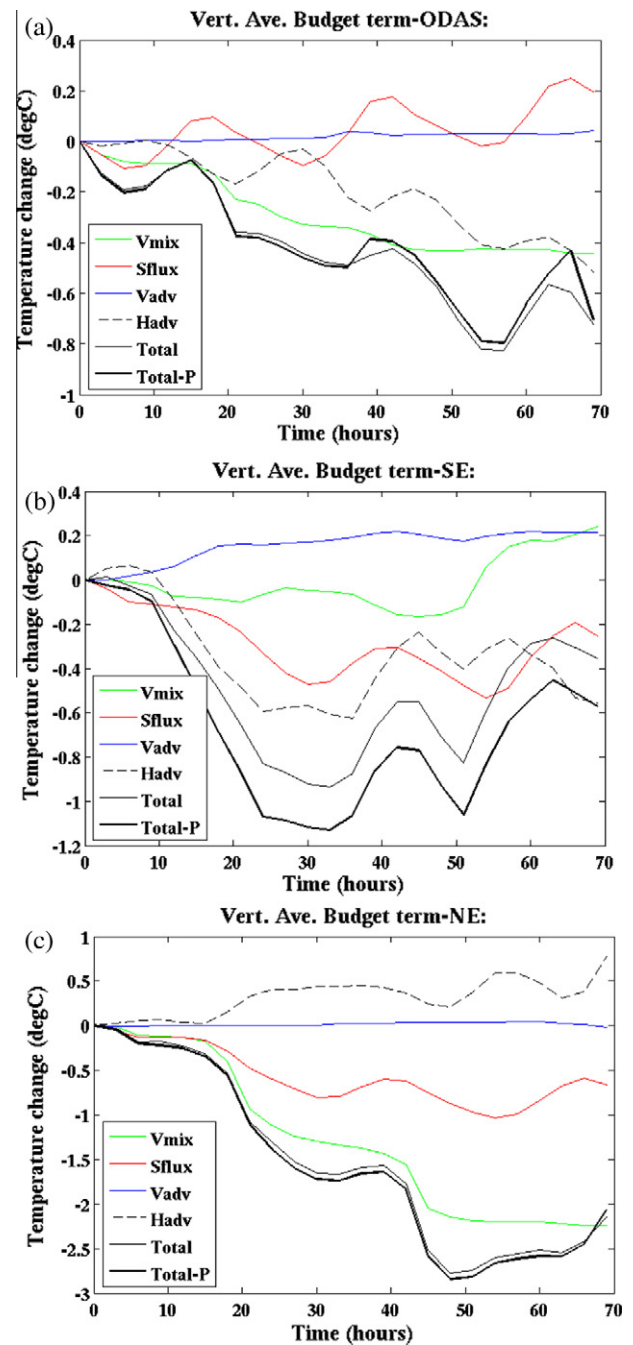 (a)
Vert. Ave. Budget term-ODAS:
Temperature change (degC)
0.4
0.2
0
-0.2
-0.4
-0.6
-0.8
-1
Vmix
Sflux
Vadv
Hadv
Total
Total-P
0 10 20 30 40 50 60 70
Time (hours)
(b)
Vert. Ave. Budget term-SE:
Temperature change (degC)
0.4
0.2
0
-0.2
-0.4
-0.6
-0.8
-1
-1.2
Vmix
Sflux
Vadv
Hadv
Total
Total-P
0 10 20 30 40 50 60 70
Time (hours)
(c)
Vert. Ave. Budget term-NE:
Temperature change (degC)
1
0.5
0
-0.5
-1
-1.5
-2
-2.5
-3
Vmix
Sflux
Vadv
Hadv
Total
Total-P
0 10 20 30 40 50 60 70
Time (hours)